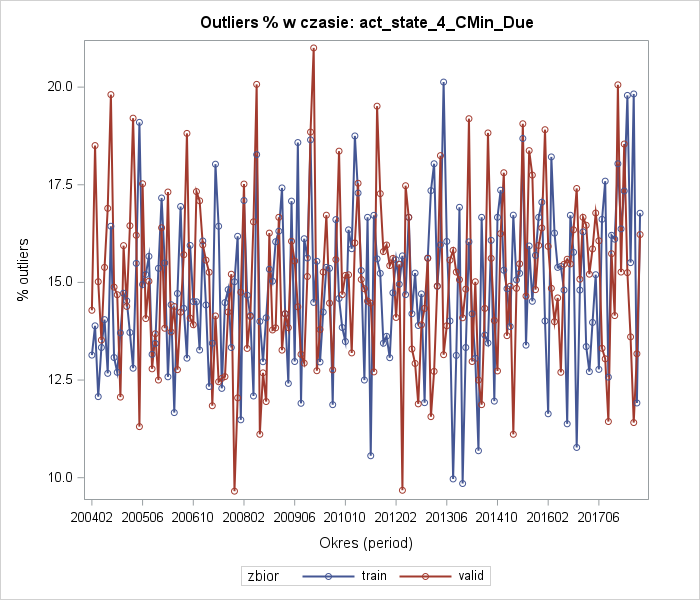 Outliers % w czasie: act_state_4_CMin_Due
% outliers
20.0
17.5
15.0
12.5
10.0
200402 200506 200610 200802 200906 201010 201202 201306 201410 201602 201706
Okres (period)
zbior train valid